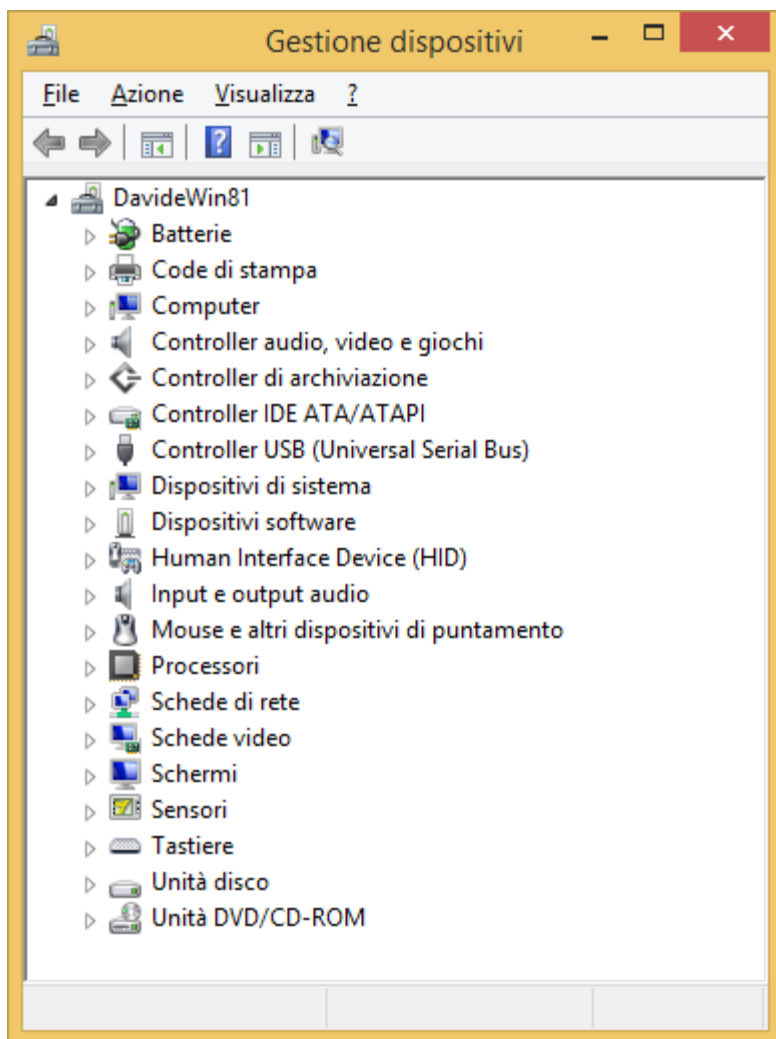 Gestione dispositivi
File Azione Visualizza ?
DavideWin81
Batterie
Code di stampa
Computer
Controller audio, video e giochi
Controller di archiviazione
Controller IDE ATA/ATAPI
Controller USB (Universal Serial Bus)
Dispositivi di sistema
Dispositivi software
Human Interface Device (HID)
Input e output audio
Mouse e altri dispositivi di puntamento
Processori
Schede di rete
Schede video
Schermi
Sensori
Tastiere
Unità disco
Unità DVD/CD-ROM